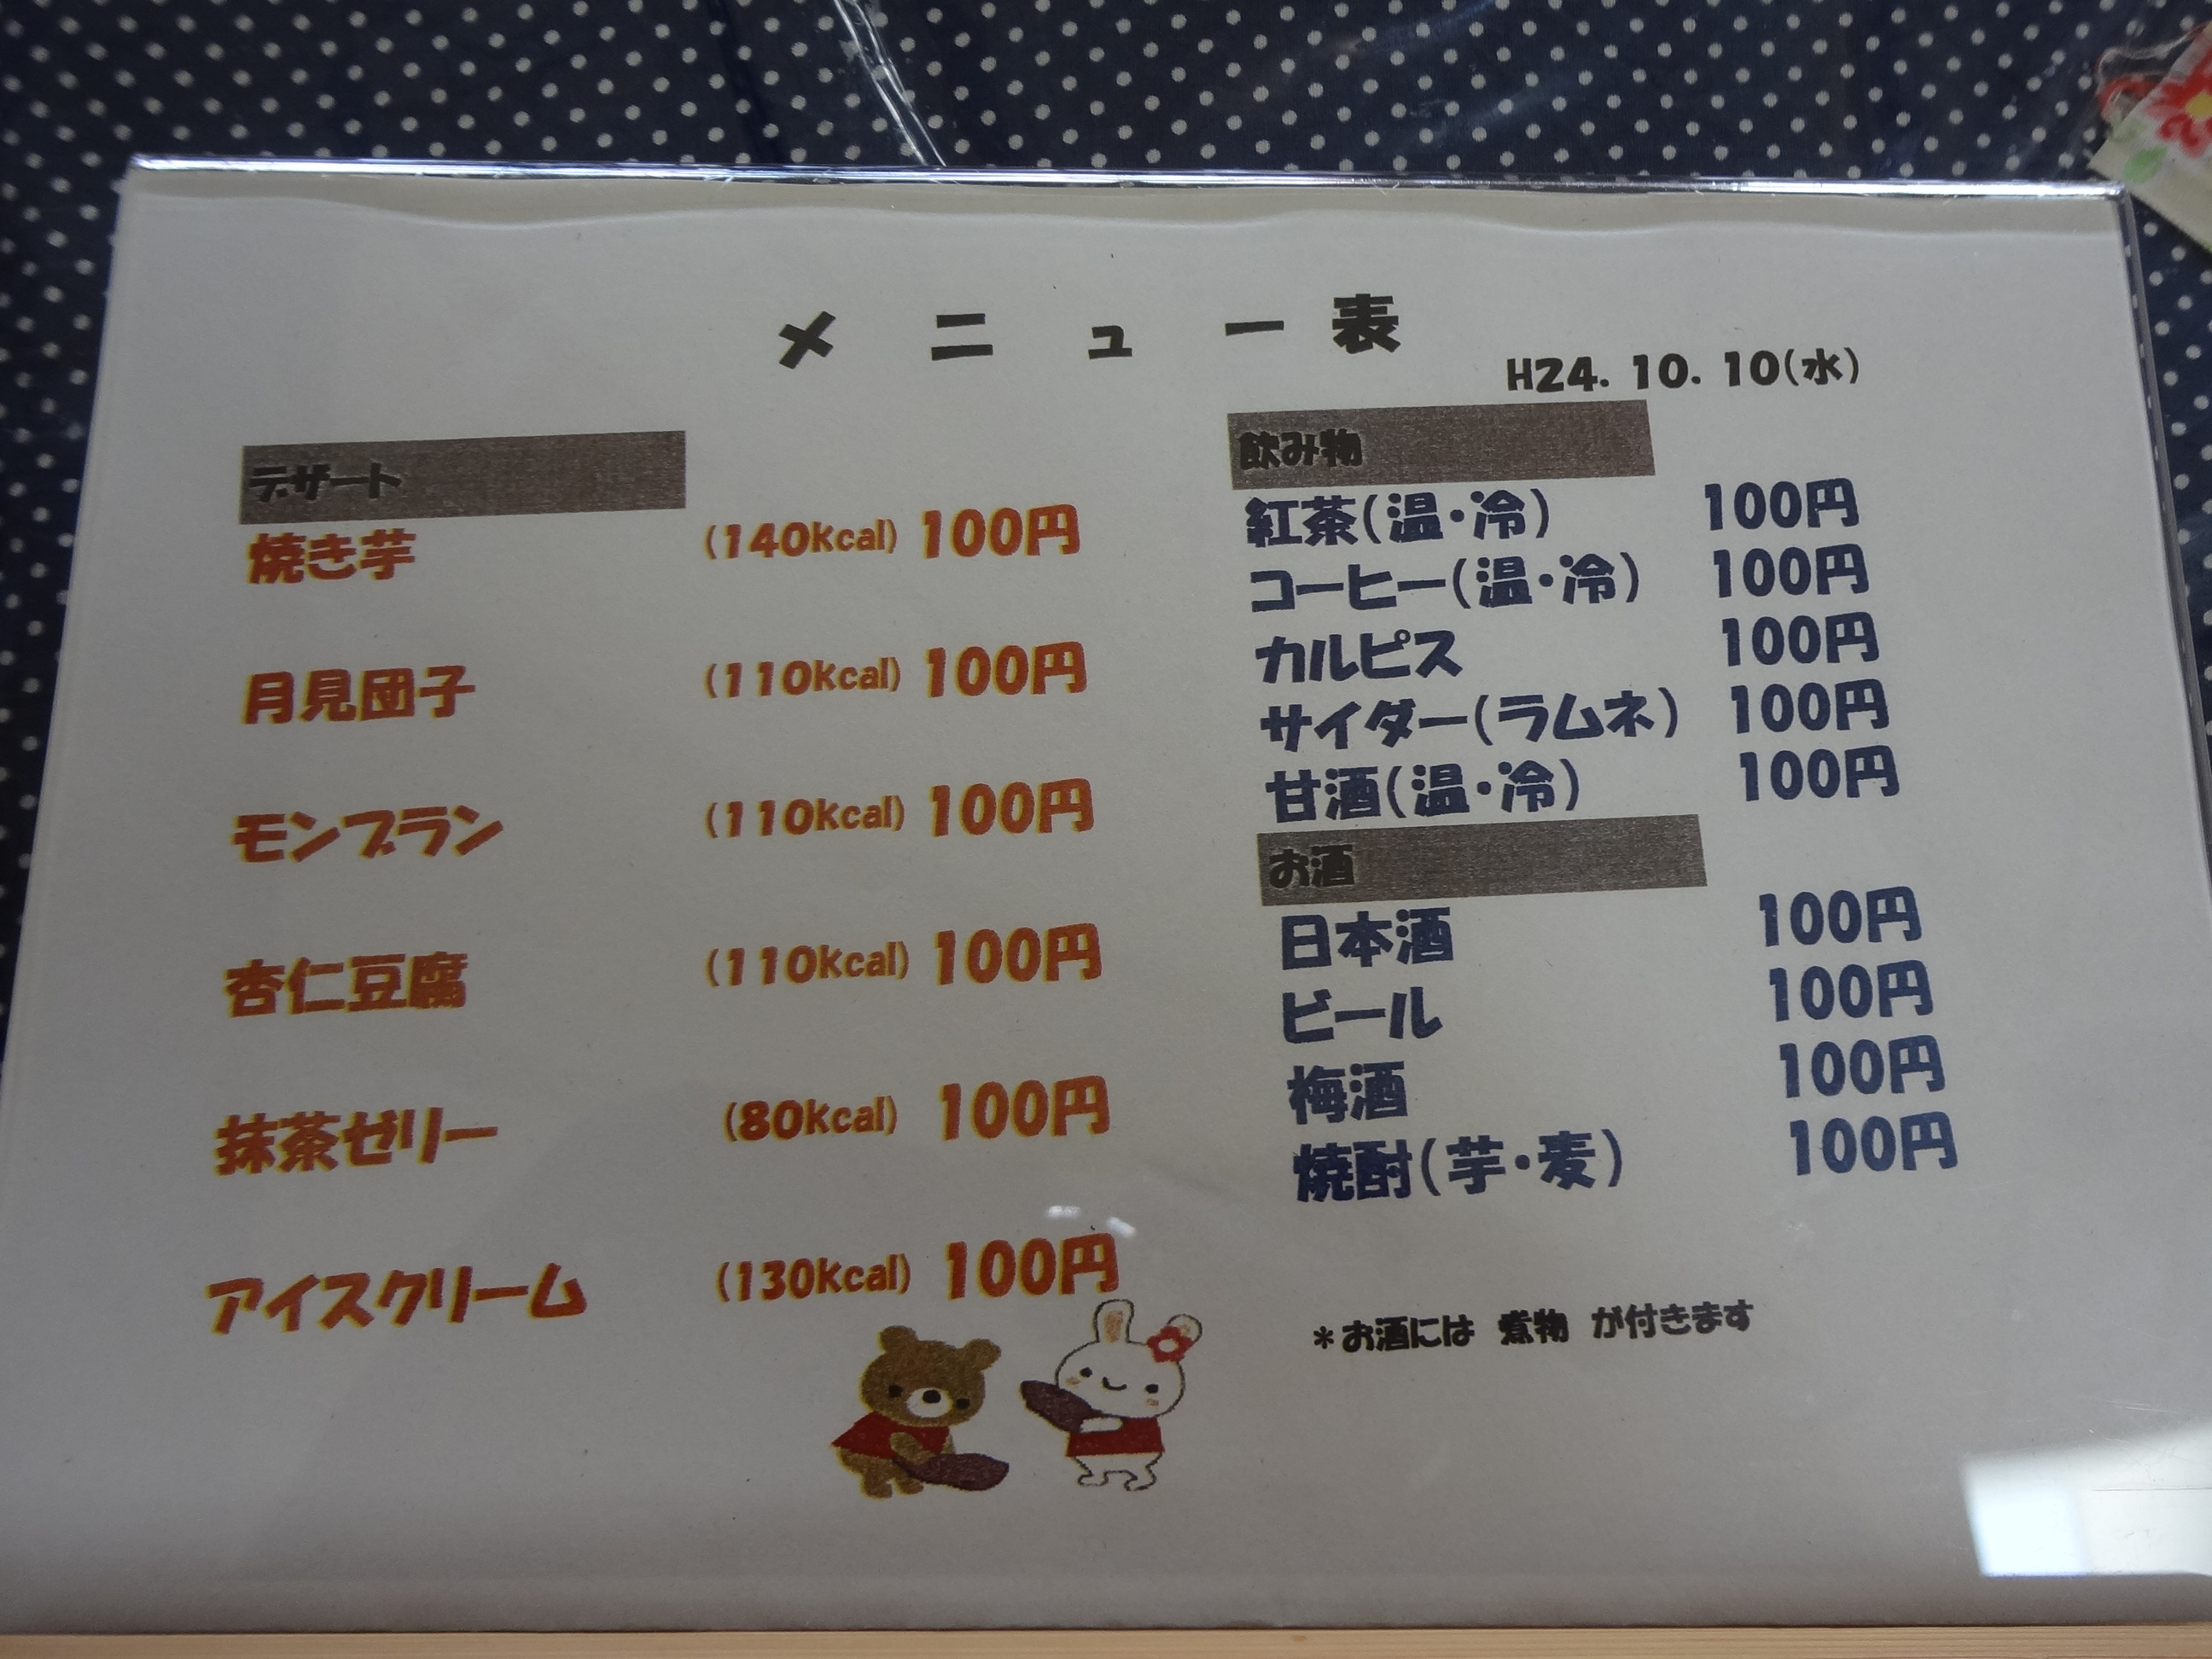 メニュー表
H24. 10. 10(水)
デザート
焼き芋 (140kcal) 100円
月見団子 (110kcal) 100円
モンブラン (110kcal) 100円
杏仁豆腐 (110kcal) 100円
抹茶ゼリー (80kcal) 100円
アイスクリーム (130kcal) 100円
飲み物
紅茶(温・冷) 100円
コーヒー(温・冷) 100円
カルピス 100円
サイダー(ラムネ) 100円
甘酒(温・冷) 100円
お酒
日本酒 100円
ビール 100円
梅酒 100円
焼酎(芋・麦) 100円
*お酒には 煮物 が付きます